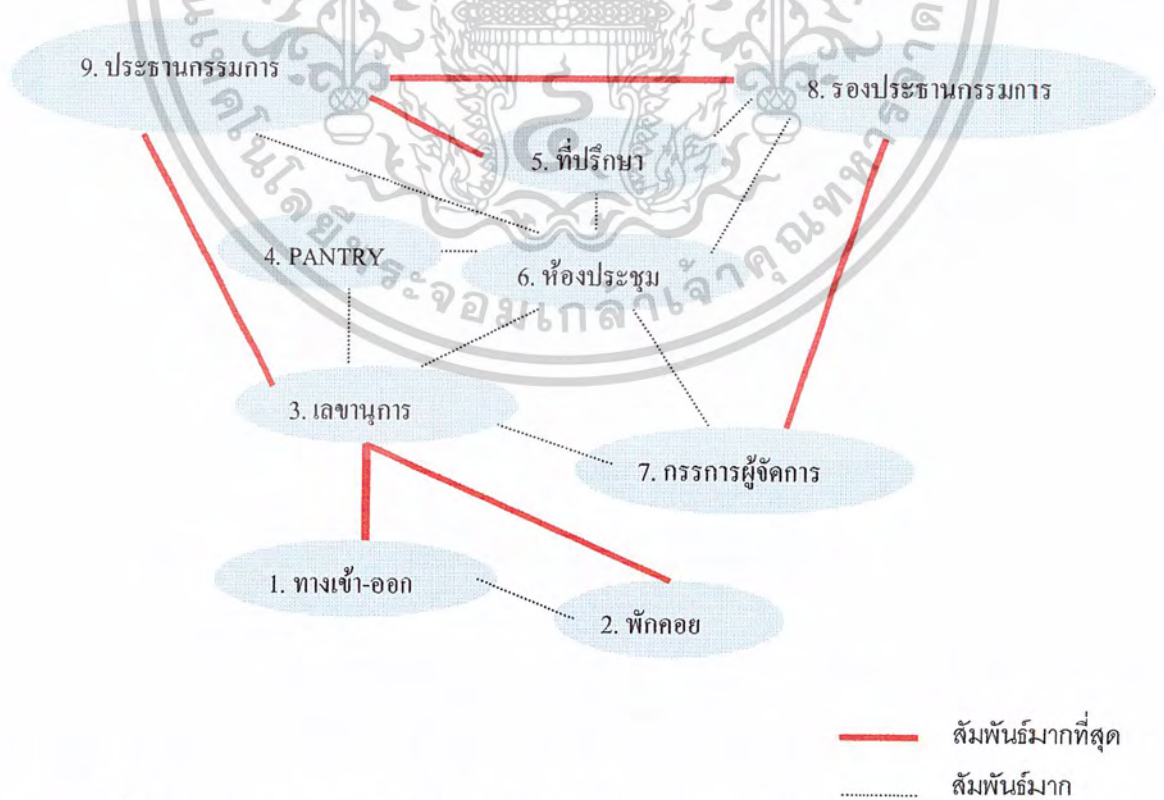 9. ประธานกรรมการ
8. รองประธานกรรมการ
5. ที่ปรึกษา
4. PANTRY
6. ห้องประชุม
3. เลขานุการ
7. กรรการผู้จัดการ
1. ทางเข้า-ออก
2. พักคอย
สัมพันธ์มากที่สุด
สัมพันธ์มาก